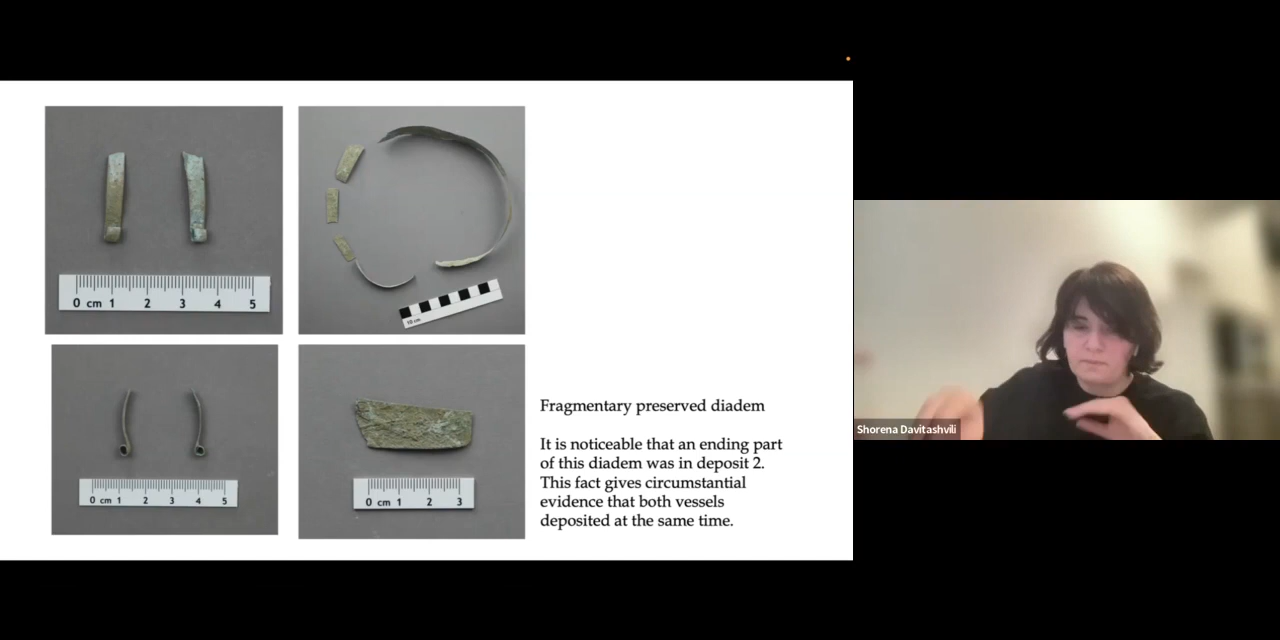 0 cm 1 2 3 4 5
10 cm
0 cm 1 2 3 4 5
0 cm 1 2 3
Fragmentary preserved diadem
It is noticeable that an ending part
of this diadem was in deposit 2.
This fact gives circumstantial
evidence that both vessels
deposited at the same time.
Shorena Davitashvili